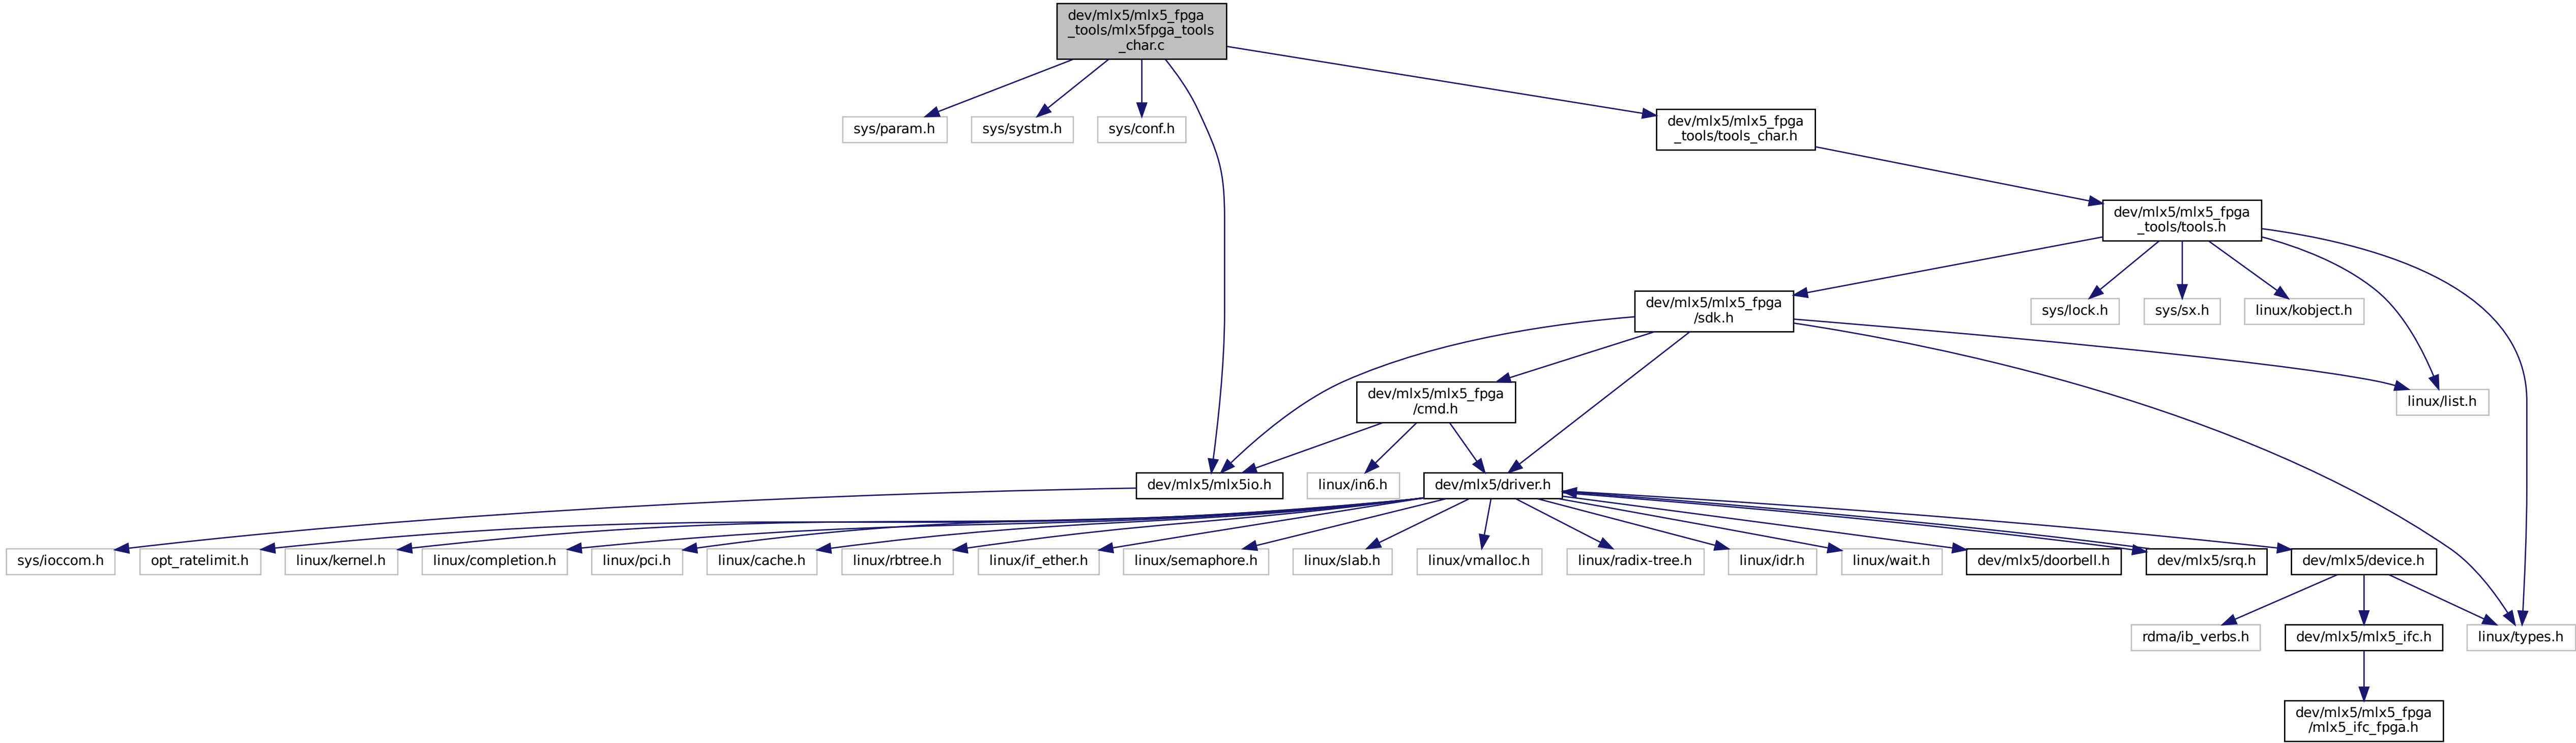 dev/mlx5/mlx5_fpga
_tools/mlx5fpga_tools
_char.c
sys/param.h
sys/systm.h
sys/conf.h
dev/mlx5/mlx5_fpga
_tools/tools_char.h
dev/mlx5/mlx5_fpga
_tools/tools.h
dev/mlx5/mlx5_fpga
/sdk.h
sys/lock.h
sys/sx.h
linux/kobject.h
dev/mlx5/mlx5_fpga
/cmd.h
linux/list.h
dev/mlx5/mlx5io.h
linux/in6.h
dev/mlx5/driver.h
sys/ioccom.h
opt_ratelimit.h
linux/kernel.h
linux/completion.h
linux/pci.h
linux/cache.h
linux/rbtree.h
linux/if_ether.h
linux/semaphore.h
linux/slab.h
linux/vmalloc.h
linux/radix-tree.h
linux/idr.h
linux/wait.h
dev/mlx5/doorbell.h
dev/mlx5/srq.h
dev/mlx5/device.h
rdma/ib_verbs.h
dev/mlx5/mlx5_ifc.h
linux/types.h
dev/mlx5/mlx5_fpga
/mlx5_ifc_fpga.h